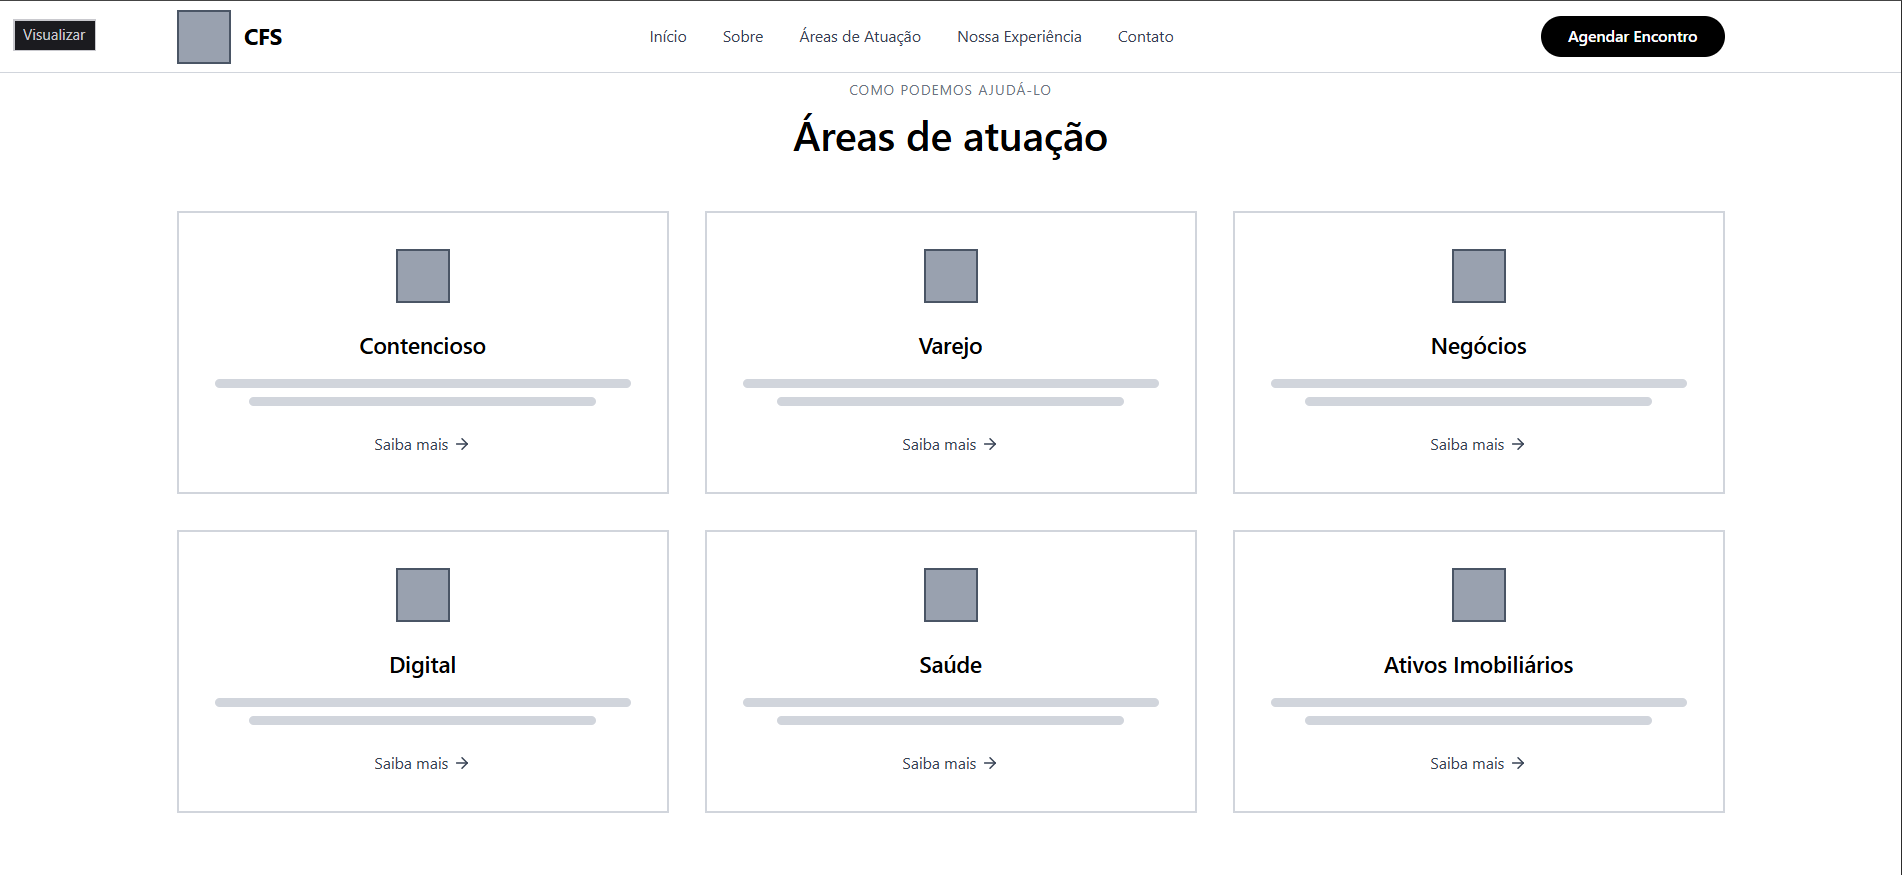 Visualizar
CFS
Início
Sobre
Áreas de Atuação
Nossa Experiência
Contato
Agendar Encontro
COMO PODEMOS AJUDÁ-LO
Áreas de atuação
Contencioso
Saiba mais →
Varejo
Saiba mais →
Negócios
Saiba mais →
Digital
Saiba mais →
Saúde
Saiba mais →
Ativos Imobiliários
Saiba mais →